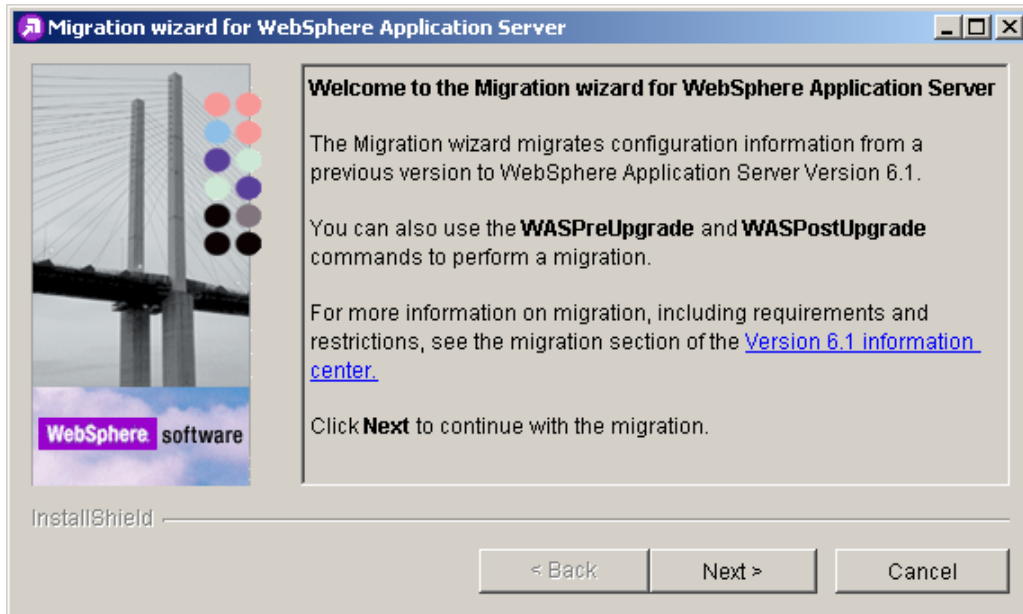 Migration wizard for WebSphere Application Server
Welcome to the Migration wizard for WebSphere Application Server
The Migration wizard migrates configuration information from a
previous version to WebSphere Application Server Version 6.1.
You can also use the WASPreUpgrade and WASPostUpgrade
commands to perform a migration.
For more information on migration, including requirements and
restrictions, see the migration section of the Version 6.1 information
center.
Click Next to continue with the migration.
WebSphere software
InstallShield
< Back
Next >
Cancel